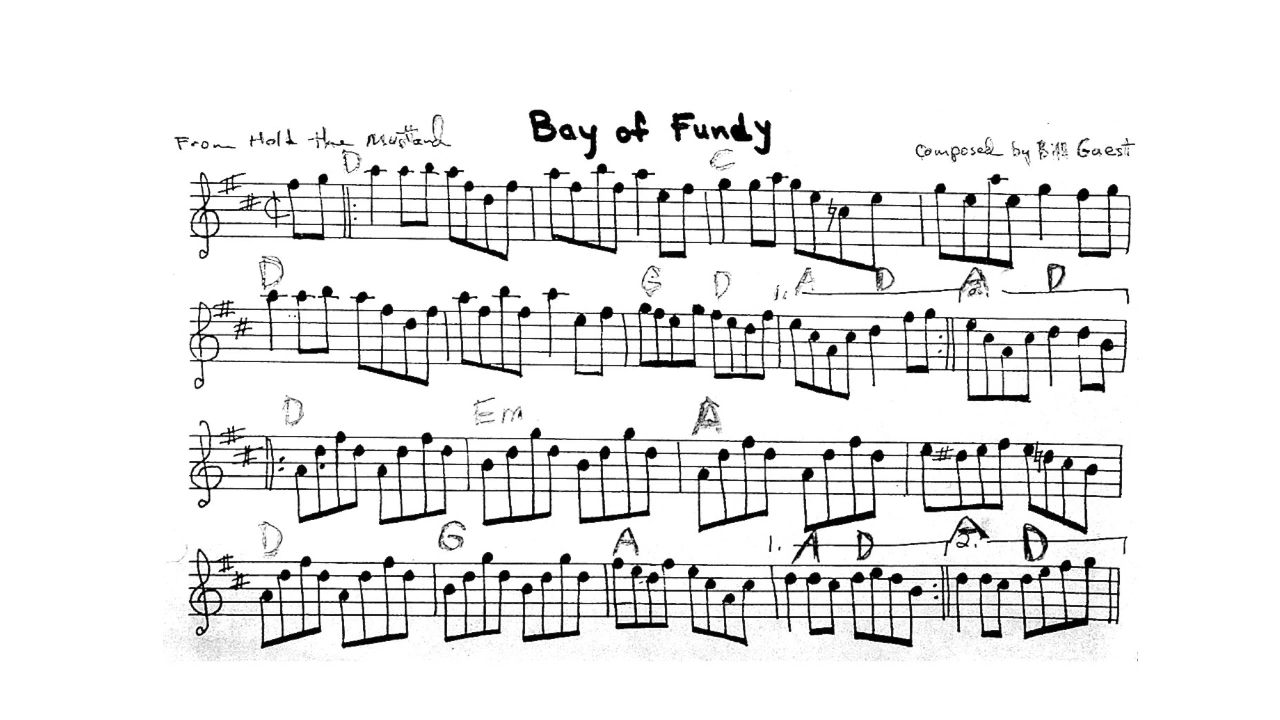 Bay of Fundy
From Hold the Mustard
Composed by Bill Guest
D C
D G D 1. A D A 2. D
D Em A
D G A 1. A D A 2. D